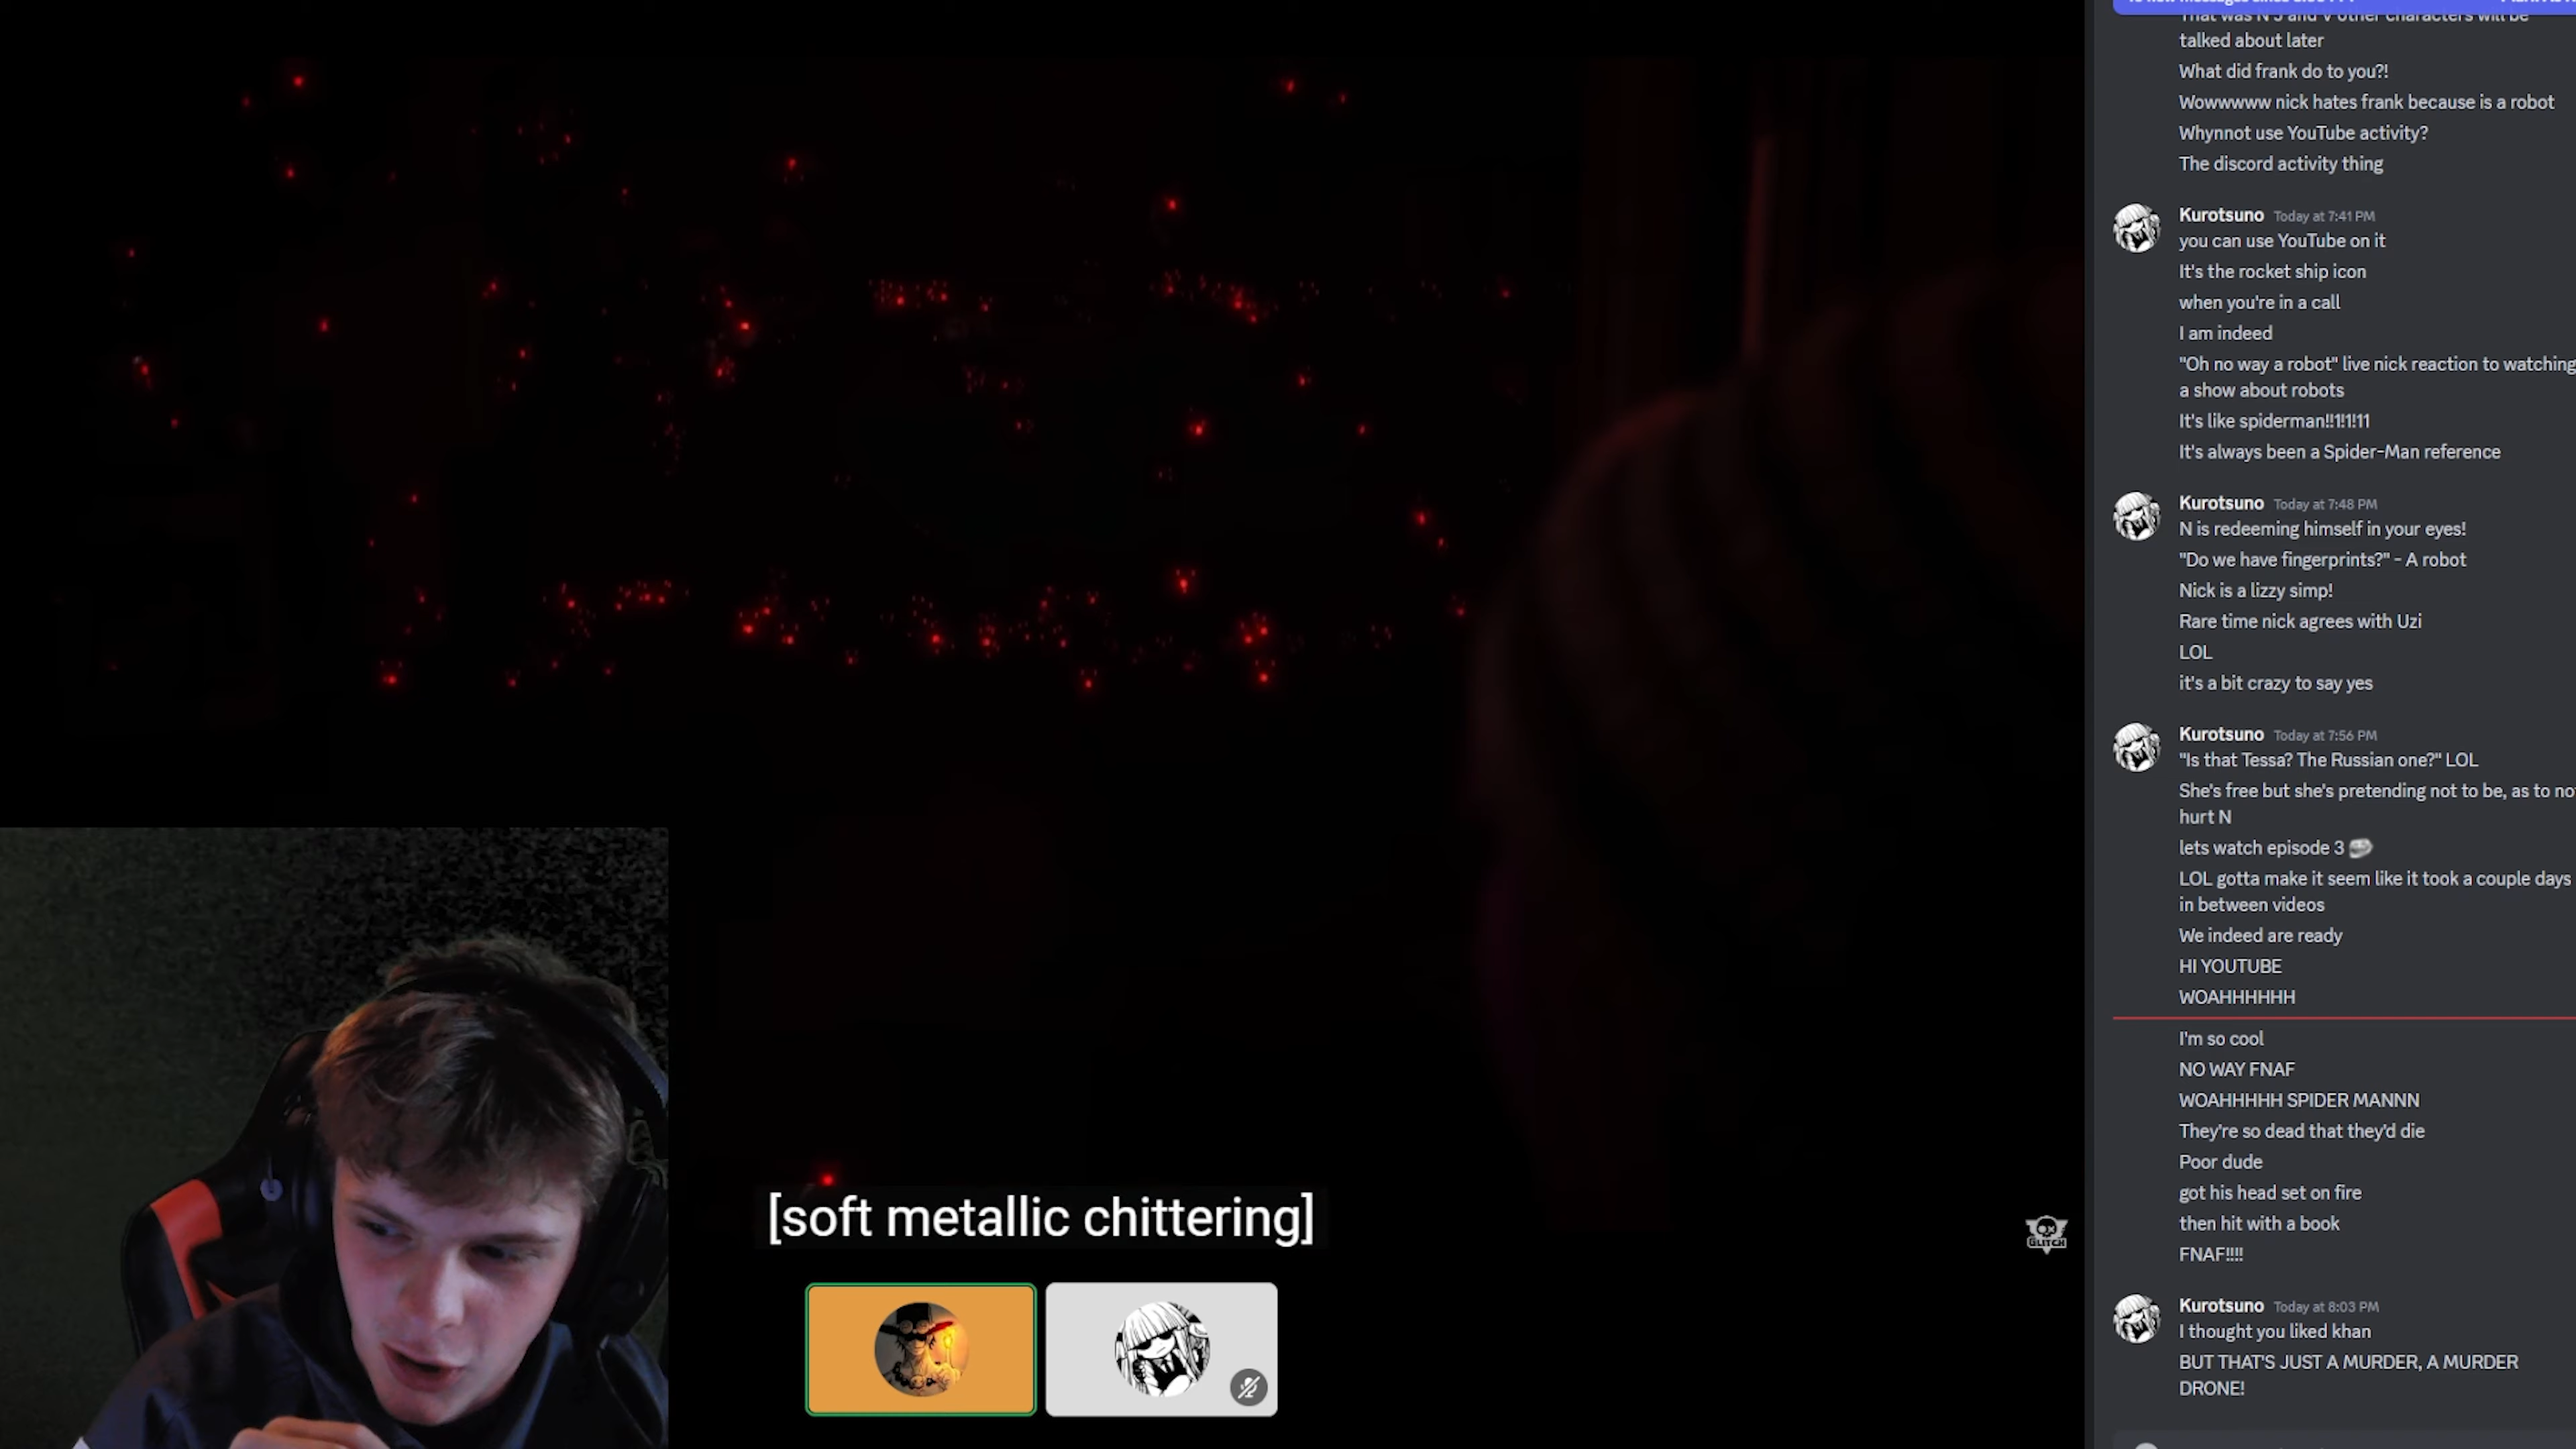 That was N J and V other characters will be
talked about later
What did frank do to you?!
Wowwwww nick hates frank because is a robot
Whynnot use YouTube activity?
The discord activity thing
Kurotsuno Today at 7:41 PM
you can use YouTube on it
It's the rocket ship icon
when you're in a call
I am indeed
"Oh no way a robot" live nick reaction to watching
a show about robots
It's like spiderman!!1!1!11
It's always been a Spider-Man reference
Kurotsuno Today at 7:48 PM
N is redeeming himself in your eyes!
"Do we have fingerprints?" - A robot
Nick is a lizzy simp!
Rare time nick agrees with Uzi
LOL
it's a bit crazy to say yes
Kurotsuno Today at 7:56 PM
"Is that Tessa? The Russian one?" LOL
She's free but she's pretending not to be, as to no
hurt N
lets watch episode 3
LOL gotta make it seem like it took a couple days
in between videos
We indeed are ready
HI YOUTUBE
WOAHHHHHH
I'm so cool
NO WAY FNAF
WOAHHHHH SPIDER MANNN
They're so dead that they'd die
Poor dude
got his head set on fire
then hit with a book
FNAF!!!!
Kurotsuno Today at 8:03 PM
I thought you liked khan
BUT THAT'S JUST A MURDER, A MURDER
DRONE!
[soft metallic chittering]
GLITCH